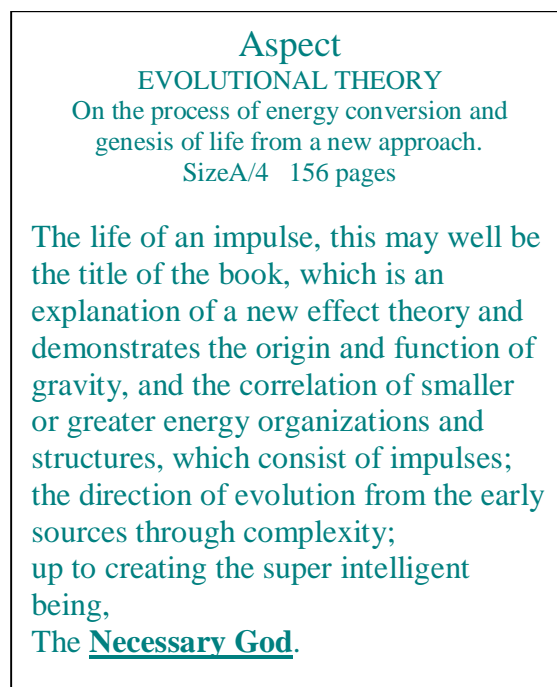 Aspect
EVOLUTIONAL THEORY
On the process of energy conversion and
genesis of life from a new approach.
SizeA/4 156 pages
The life of an impulse, this may well be
the title of the book, which is an
explanation of a new effect theory and
demonstrates the origin and function of
gravity, and the correlation of smaller
or greater energy organizations and
structures, which consist of impulses;
the direction of evolution from the early
sources through complexity;
up to creating the super intelligent
being,
The Necessary God.